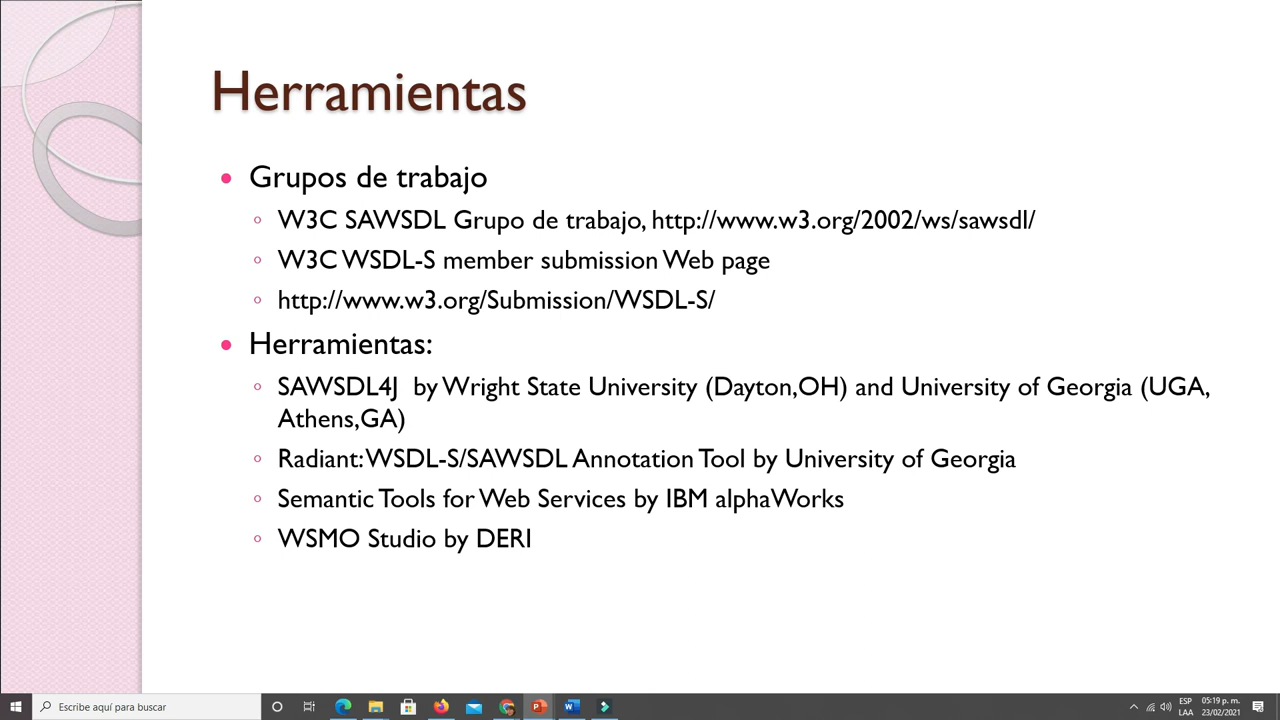 Herramientas
• Grupos de trabajo
◦ W3C SAWSDL Grupo de trabajo, http://www.w3.org/2002/ws/sawsdl/
◦ W3C WSDL-S member submission Web page
◦ http://www.w3.org/Submission/WSDL-S/
• Herramientas:
◦ SAWSDL4J by Wright State University (Dayton,OH) and University of Georgia (UGA,
Athens,GA)
◦ Radiant: WSDL-S/SAWSDL Annotation Tool by University of Georgia
◦ Semantic Tools for Web Services by IBM alphaWorks
◦ WSMO Studio by DERI
Escribe aquí para buscar
ESP
LAA
05:19 p. m.
23/02/2021